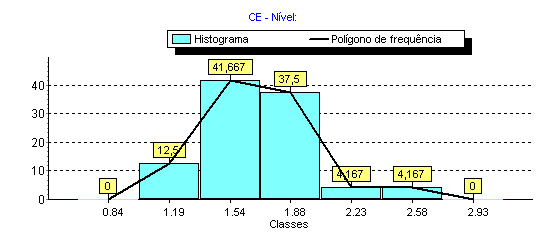 CE - Nível:
Histograma
Polígono de frequência
41,667
37,5
12,5
4,167
4,167
0
0
40
30
20
10
0
0.84 1.19 1.54 1.88 2.23 2.58 2.93
Classes